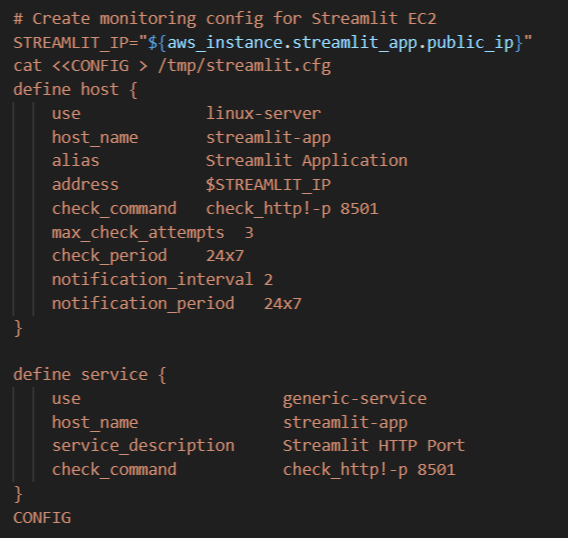 # Create monitoring config for Streamlit EC2
STREAMLIT_IP="${aws_instance.streamlit_app.public_ip}"
cat <<CONFIG > /tmp/streamlit.cfg
define host {
    use             linux-server
    host_name       streamlit-app
    alias           Streamlit Application
    address         $STREAMLIT_IP
    check_command   check_http!-p 8501
    max_check_attempts  3
    check_period    24x7
    notification_interval 2
    notification_period   24x7
}

define service {
    use                     generic-service
    host_name               streamlit-app
    service_description     Streamlit HTTP Port
    check_command           check_http!-p 8501
}
CONFIG